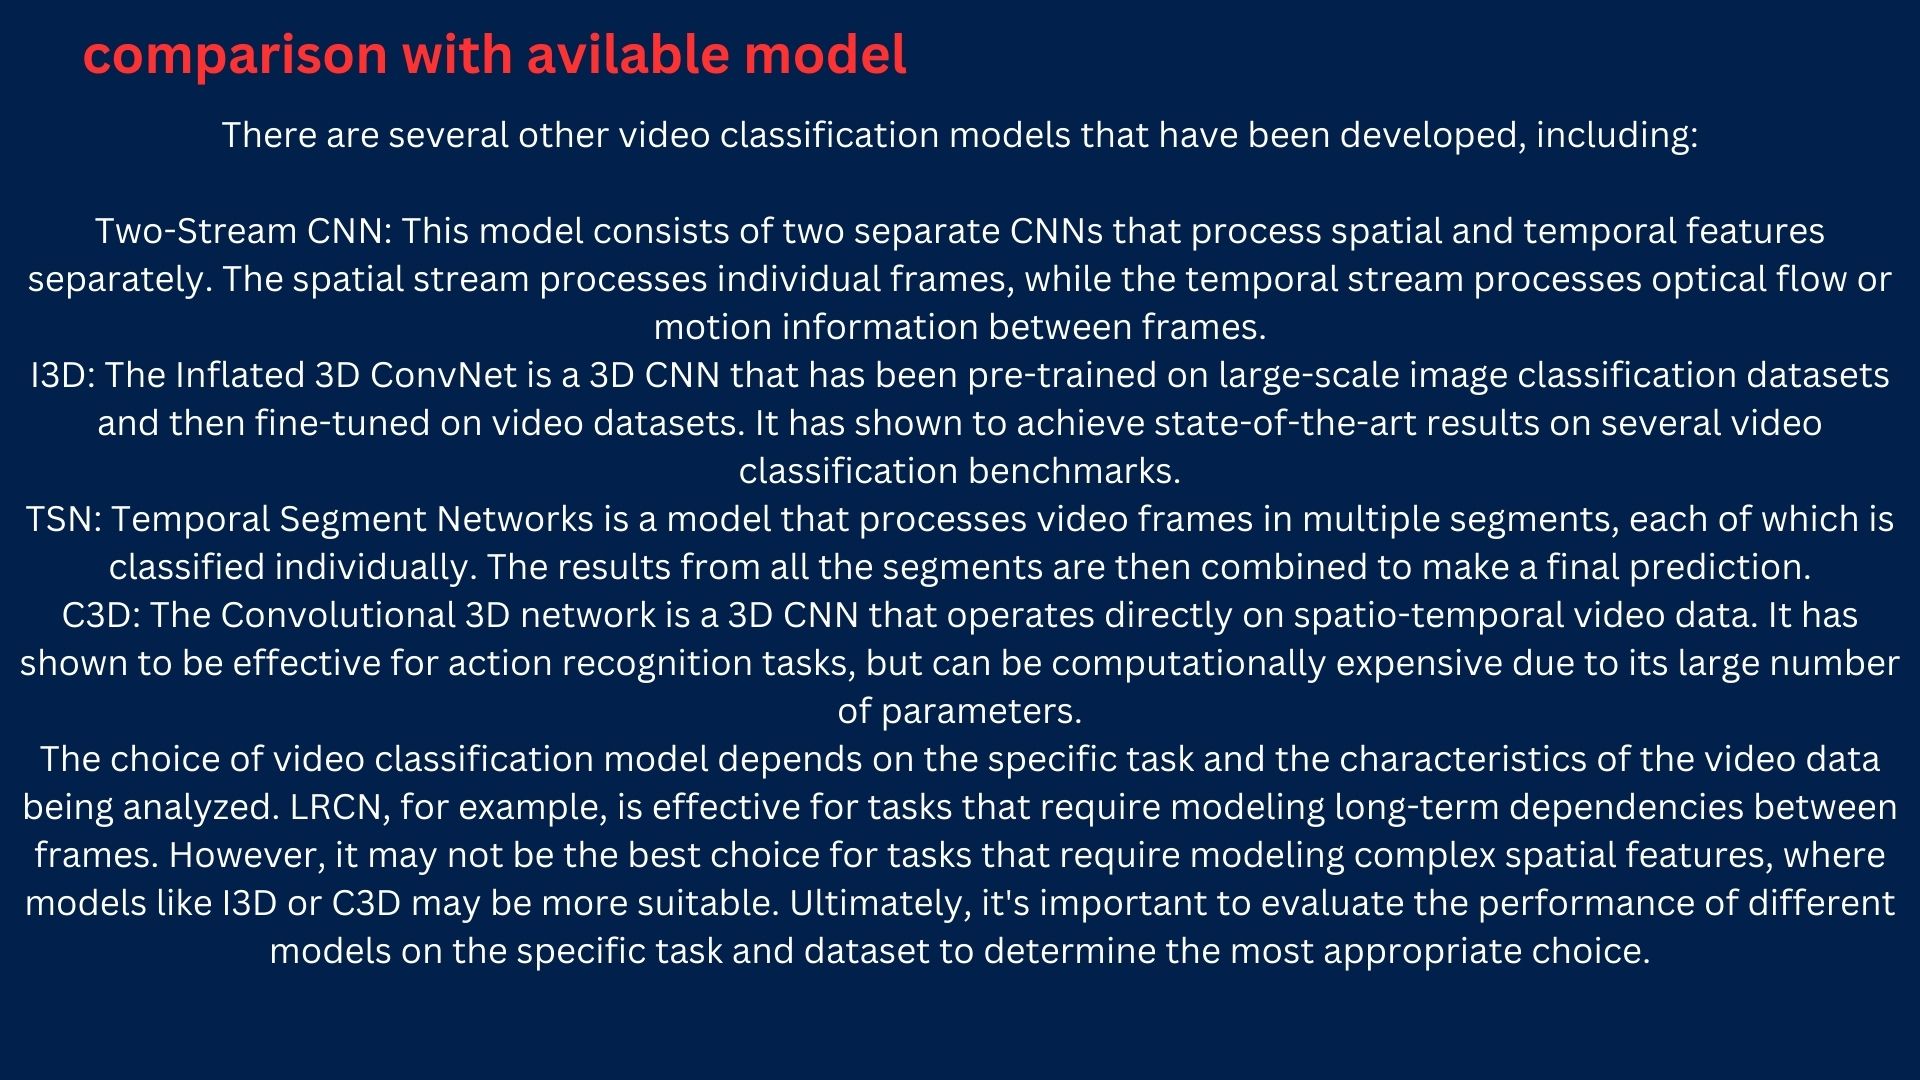 comparison with avilable model
There are several other video classification models that have been developed, including:
Two-Stream CNN: This model consists of two separate CNNs that process spatial and temporal features
separately. The spatial stream processes individual frames, while the temporal stream processes optical flow or
motion information between frames.
I3D: The Inflated 3D ConvNet is a 3D CNN that has been pre-trained on large-scale image classification datasets
and then fine-tuned on video datasets. It has shown to achieve state-of-the-art results on several video
classification benchmarks.
TSN: Temporal Segment Networks is a model that processes video frames in multiple segments, each of which is
classified individually. The results from all the segments are then combined to make a final prediction.
C3D: The Convolutional 3D network is a 3D CNN that operates directly on spatio-temporal video data. It has
shown to be effective for action recognition tasks, but can be computationally expensive due to its large number
of parameters.
The choice of video classification model depends on the specific task and the characteristics of the video data
being analyzed. LRCN, for example, is effective for tasks that require modeling long-term dependencies between
frames. However, it may not be the best choice for tasks that require modeling complex spatial features, where
models like I3D or C3D may be more suitable. Ultimately, it's important to evaluate the performance of different
models on the specific task and dataset to determine the most appropriate choice.